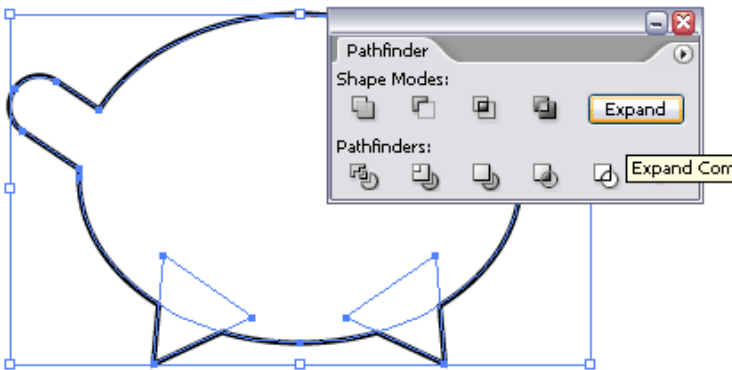 Pathfinder
Shape Modes:
Expand
Pathfinders:
Expand Com